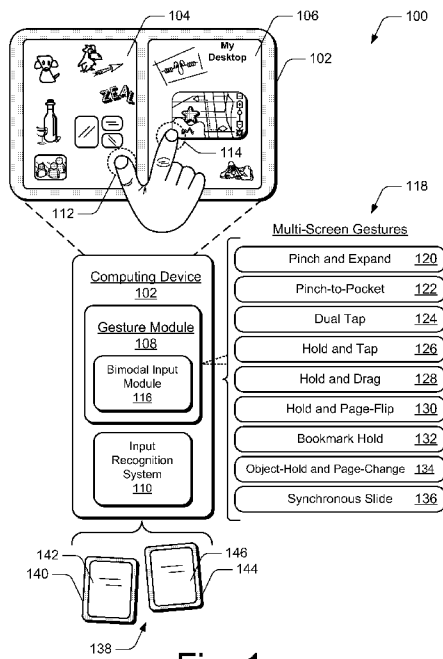 104
106
100
My
Desktop
102
ZEAL
114
112
118
Multi-Screen Gestures
Computing Device
102
Gesture Module
108
Bimodal Input
Module
116
Input
Recognition
System
110
Pinch and Expand 120
Pinch-to-Pocket 122
Dual Tap 124
Hold and Tap 126
Hold and Drag 128
Hold and Page-Flip 130
Bookmark Hold 132
Object-Hold and Page-Change 134
Synchronous Slide 136
142
140
146
144
138
Fig. 1